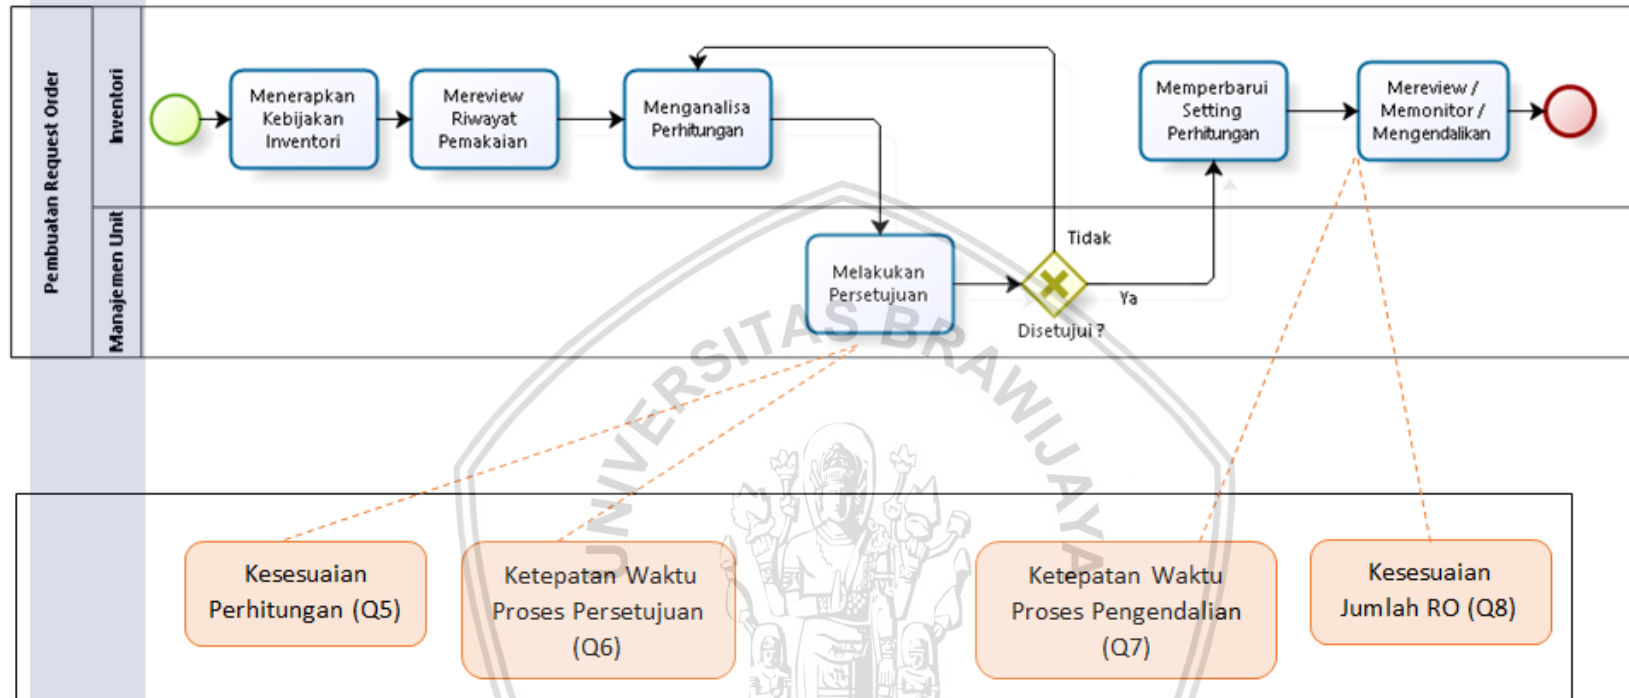 Pembuatan Request Order
Inventori
Menerapkan
Kebijakan
Inventori
Mereview
Riwayat
Pemakaian
Menganalisa
Perhitungan
Memperbarui
Setting
Perhitungan
Mereview /
Memonitor /
Mengendalikan
Manajemen Unit
Melakukan
Persetujuan
Tidak
Ya
Disetujui ?
UNIVERSITAS BRAWIJAYA
Kesesuaian
Perhitungan (Q5)
Ketepatan Waktu
Proses Persetujuan
(Q6)
Ketepatan Waktu
Proses Pengendalian
(Q7)
Kesesuaian
Jumlah RO (Q8)